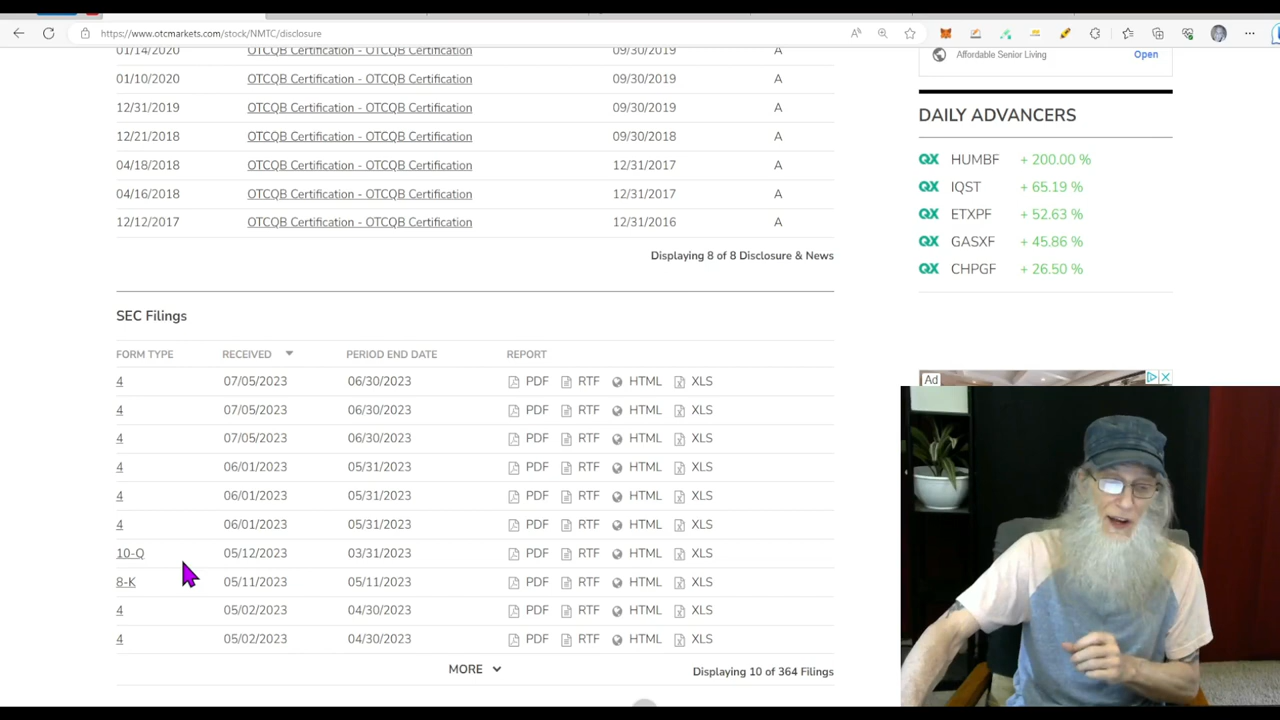 https://www.otcmarkets.com/stock/NMTC/disclosure
01/14/2020 OTCQB Certification - OTCQB Certification 09/30/2019 A
01/10/2020 OTCQB Certification - OTCQB Certification 09/30/2019 A
12/31/2019 OTCQB Certification - OTCQB Certification 09/30/2019 A
12/21/2018 OTCQB Certification - OTCQB Certification 09/30/2018 A
04/18/2018 OTCQB Certification - OTCQB Certification 12/31/2017 A
04/16/2018 OTCQB Certification - OTCQB Certification 12/31/2017 A
12/12/2017 OTCQB Certification - OTCQB Certification 12/31/2016 A
Displaying 8 of 8 Disclosure & News
SEC Filings
FORM TYPE RECEIVED PERIOD END DATE REPORT
4 07/05/2023 06/30/2023 PDF RTF HTML XLS
4 07/05/2023 06/30/2023 PDF RTF HTML XLS
4 07/05/2023 06/30/2023 PDF RTF HTML XLS
4 06/01/2023 05/31/2023 PDF RTF HTML XLS
4 06/01/2023 05/31/2023 PDF RTF HTML XLS
4 06/01/2023 05/31/2023 PDF RTF HTML XLS
10-Q 05/12/2023 03/31/2023 PDF RTF HTML XLS
8-K 05/11/2023 05/11/2023 PDF RTF HTML XLS
4 05/02/2023 04/30/2023 PDF RTF HTML XLS
4 05/02/2023 04/30/2023 PDF RTF HTML XLS
MORE Displaying 10 of 364 Filings
Affordable Senior Living Open
DAILY ADVANCERS
QX HUMBF + 200.00 %
QX IQST + 65.19 %
QX ETXPF + 52.63 %
QX GASXF + 45.86 %
QX CHPGF + 26.50 %
Ad